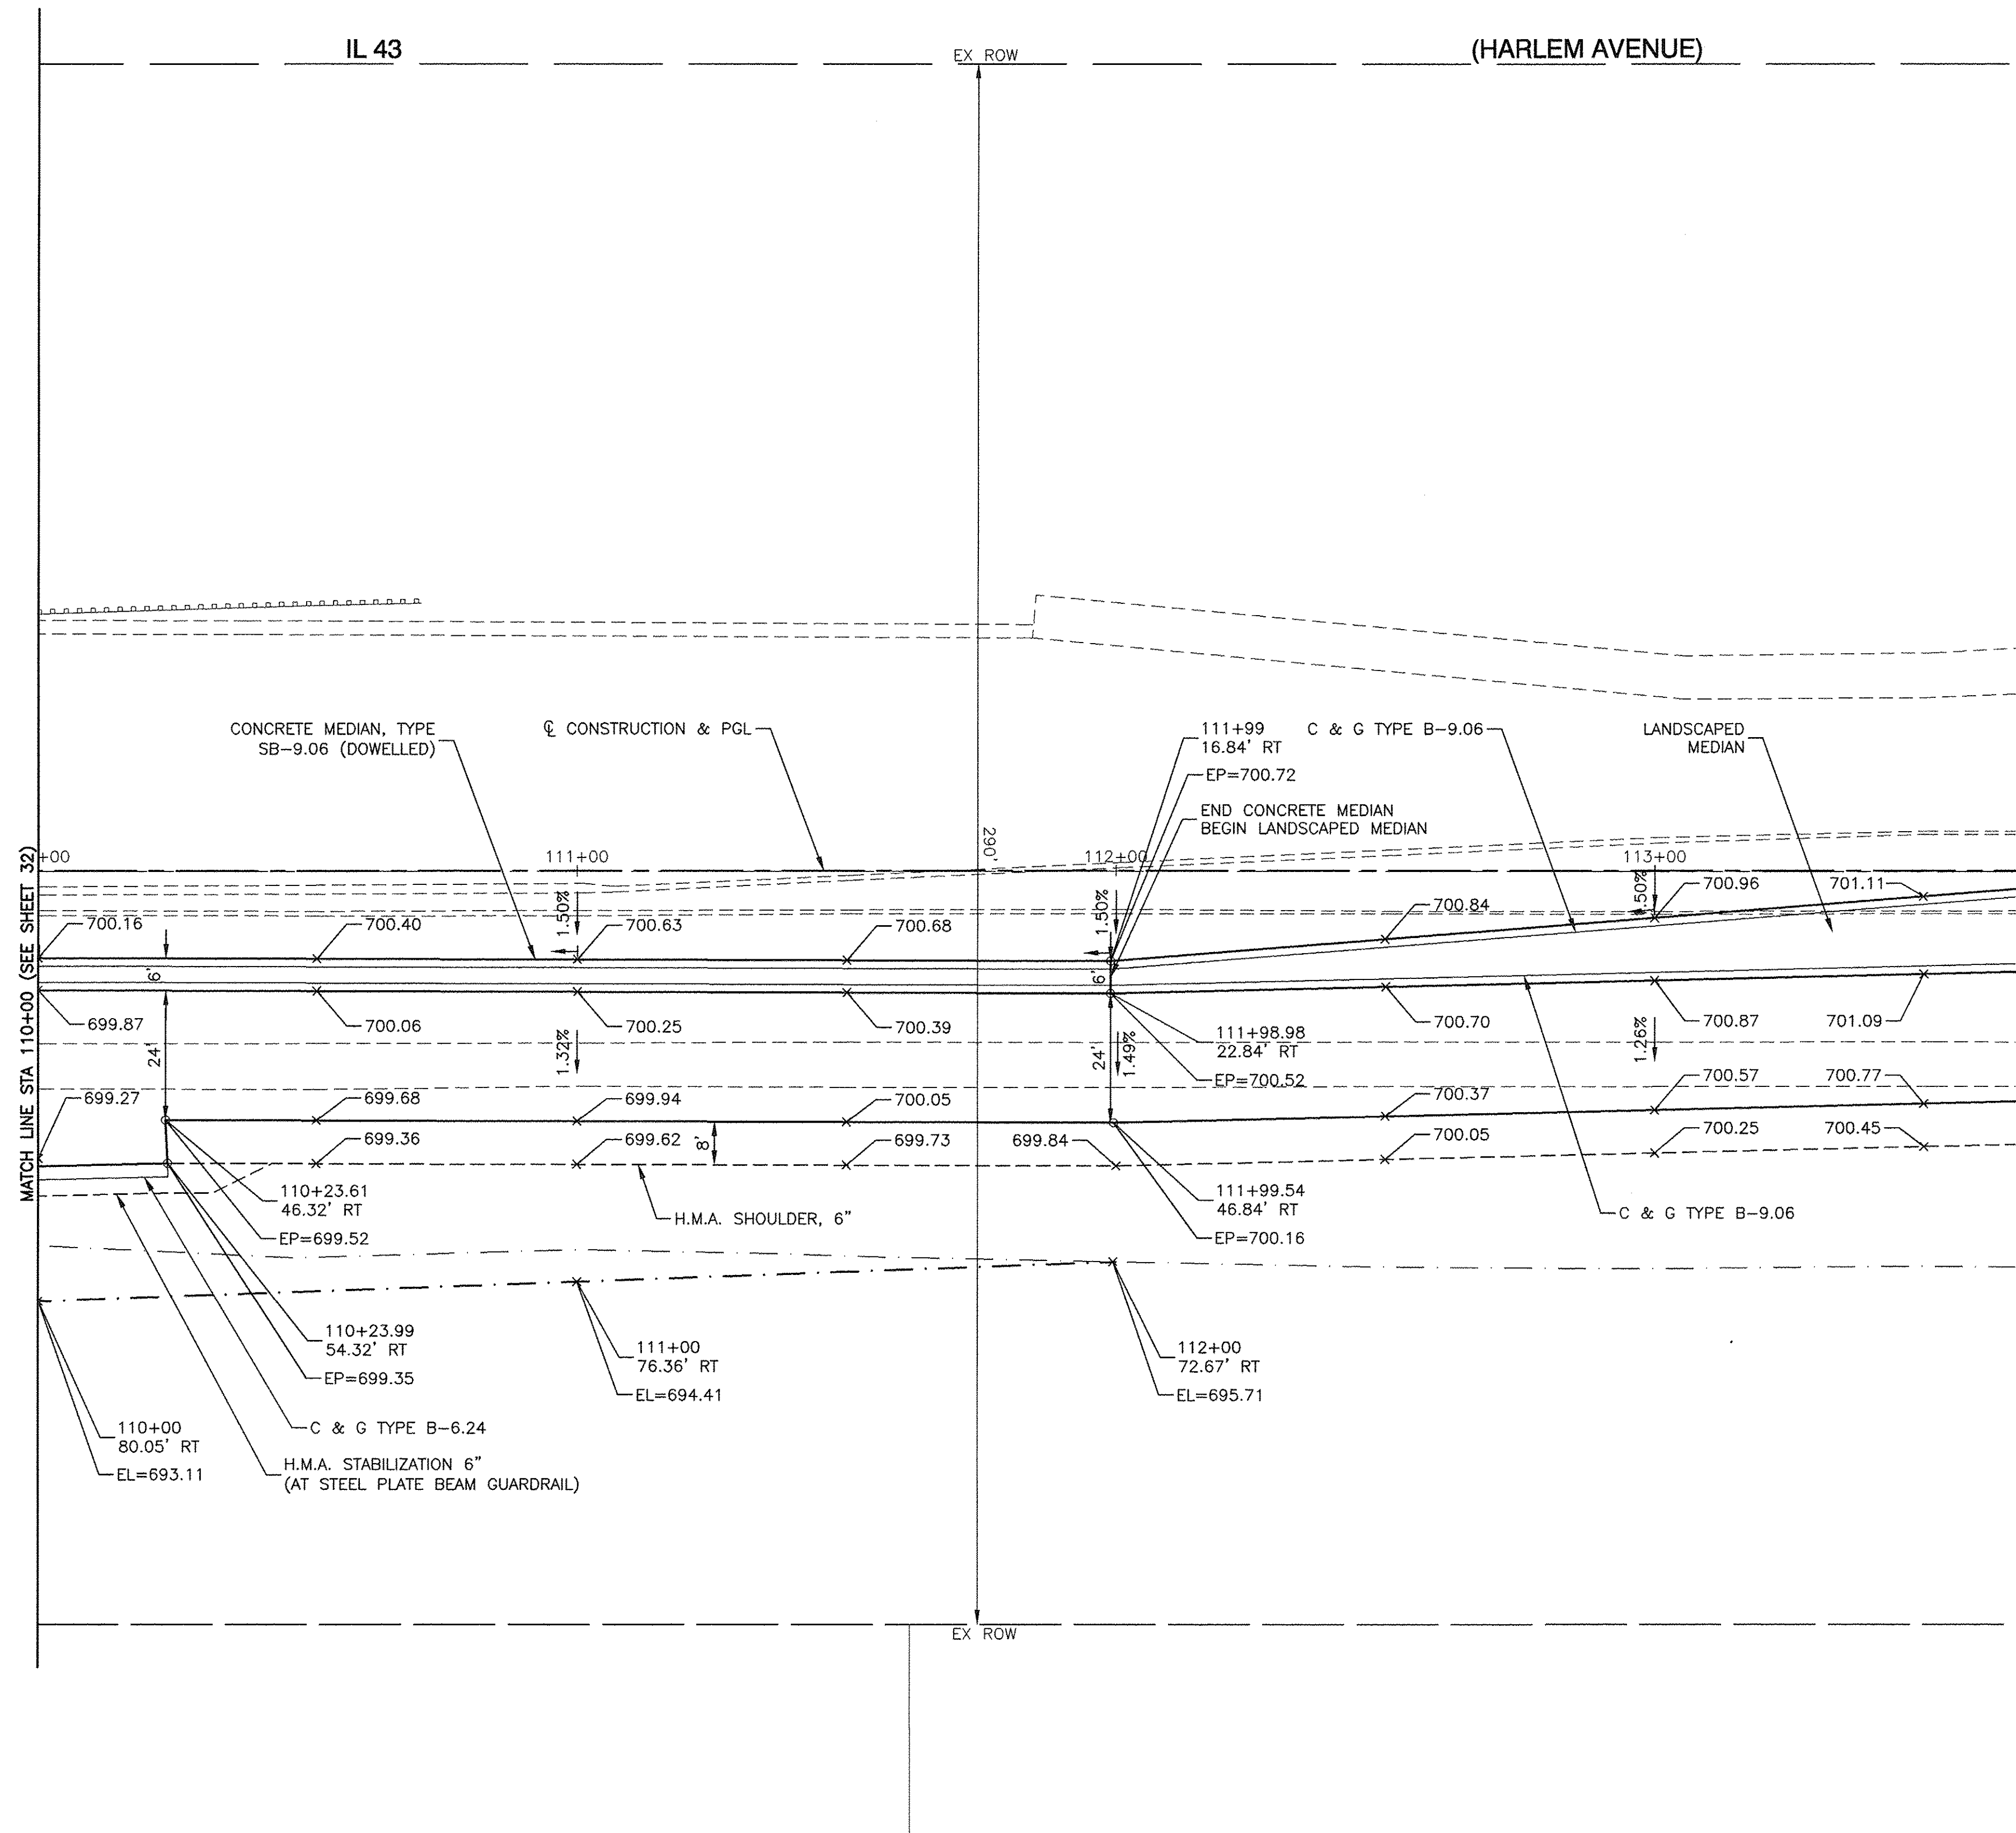 IL 43
(HARLEM AVENUE)
EX ROW
CONCRETE MEDIAN, TYPE
SB-9.06 (DOWELLED)
℄ CONSTRUCTION & PGL
111+99
16.84' RT
EP=700.72
C & G TYPE B-9.06
LANDSCAPED
MEDIAN
END CONCRETE MEDIAN
BEGIN LANDSCAPED MEDIAN
290'
MATCH LINE STA 110+00 (SEE SHEET 32)
+00
111+00
112+00
113+00
1.50%
1.50%
.50%
700.16
700.40
700.63
700.68
700.84
700.96
701.11
6'
6'
699.87
700.06
700.25
700.39
700.70
700.87
701.09
24'
1.32%
24'
1.49%
1.26%
111+98.98
22.84' RT
EP=700.52
699.27
699.68
699.94
700.05
700.37
700.57
700.77
699.36
699.62
8'
699.73
699.84
700.05
700.25
700.45
110+23.61
46.32' RT
EP=699.52
H.M.A. SHOULDER, 6"
111+99.54
46.84' RT
EP=700.16
C & G TYPE B-9.06
110+23.99
54.32' RT
EP=699.35
111+00
76.36' RT
EL=694.41
112+00
72.67' RT
EL=695.71
110+00
80.05' RT
EL=693.11
C & G TYPE B-6.24
H.M.A. STABILIZATION 6"
(AT STEEL PLATE BEAM GUARDRAIL)
EX ROW